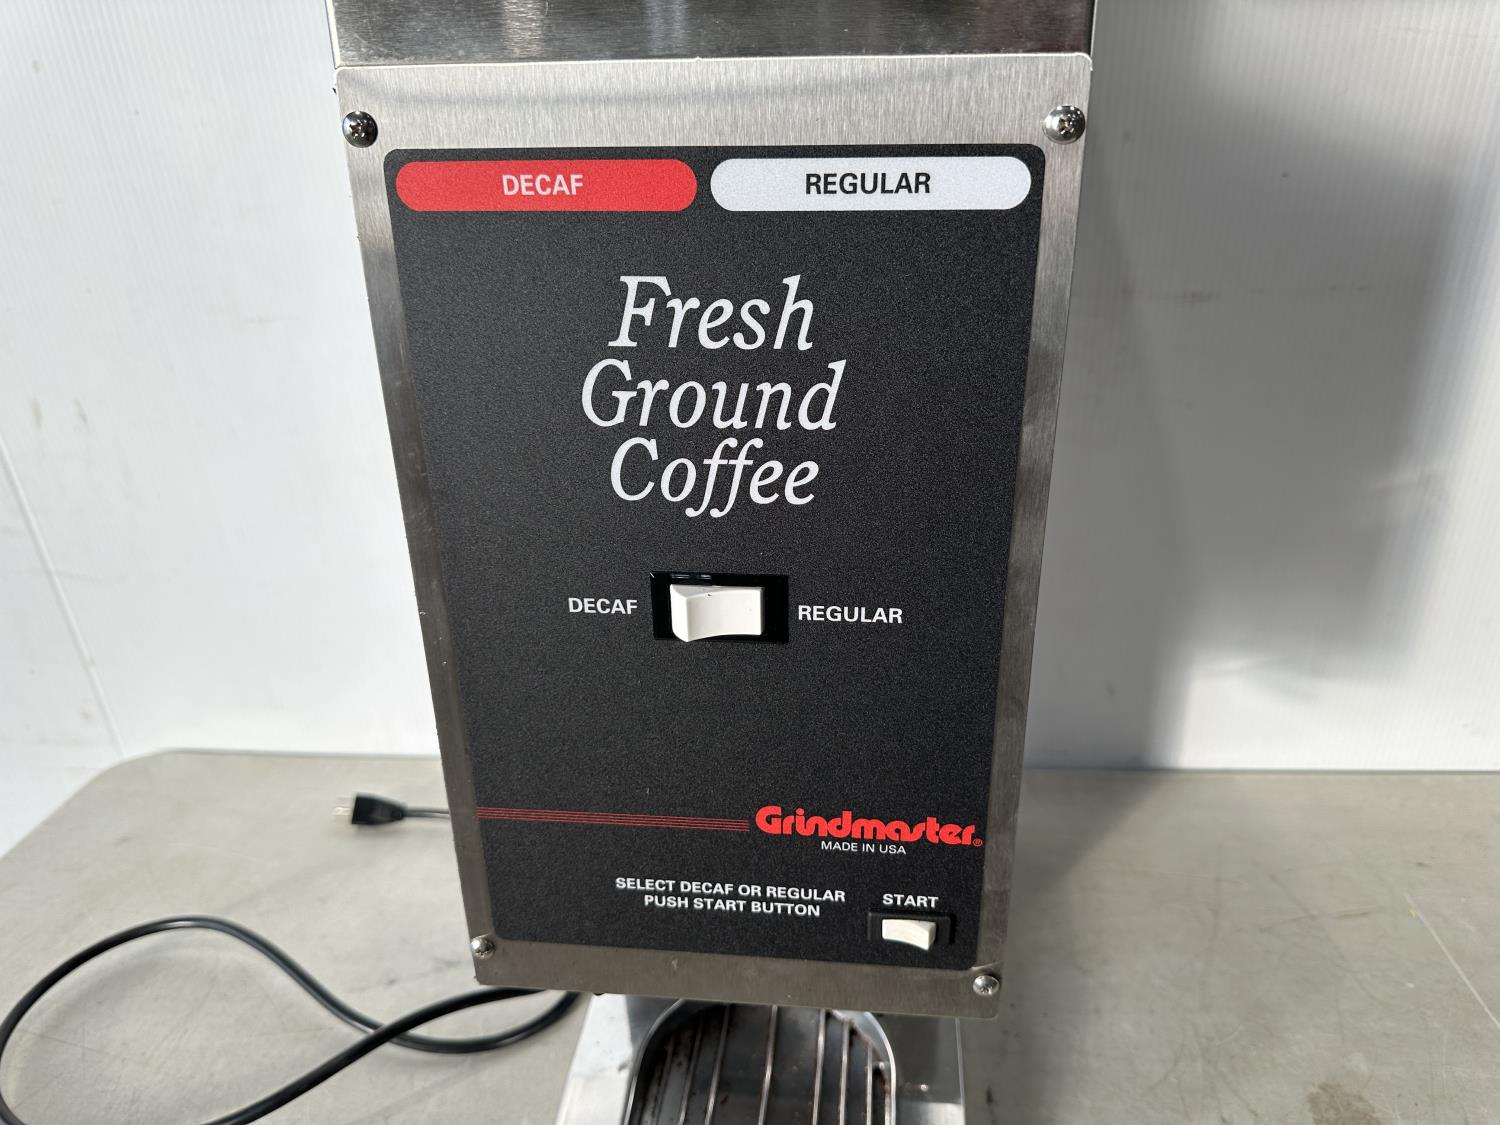 DECAF REGULAR
Fresh
Ground
Coffee
DECAF REGULAR
Grindmaster®
MADE IN USA
SELECT DECAF OR REGULAR
PUSH START BUTTON
START